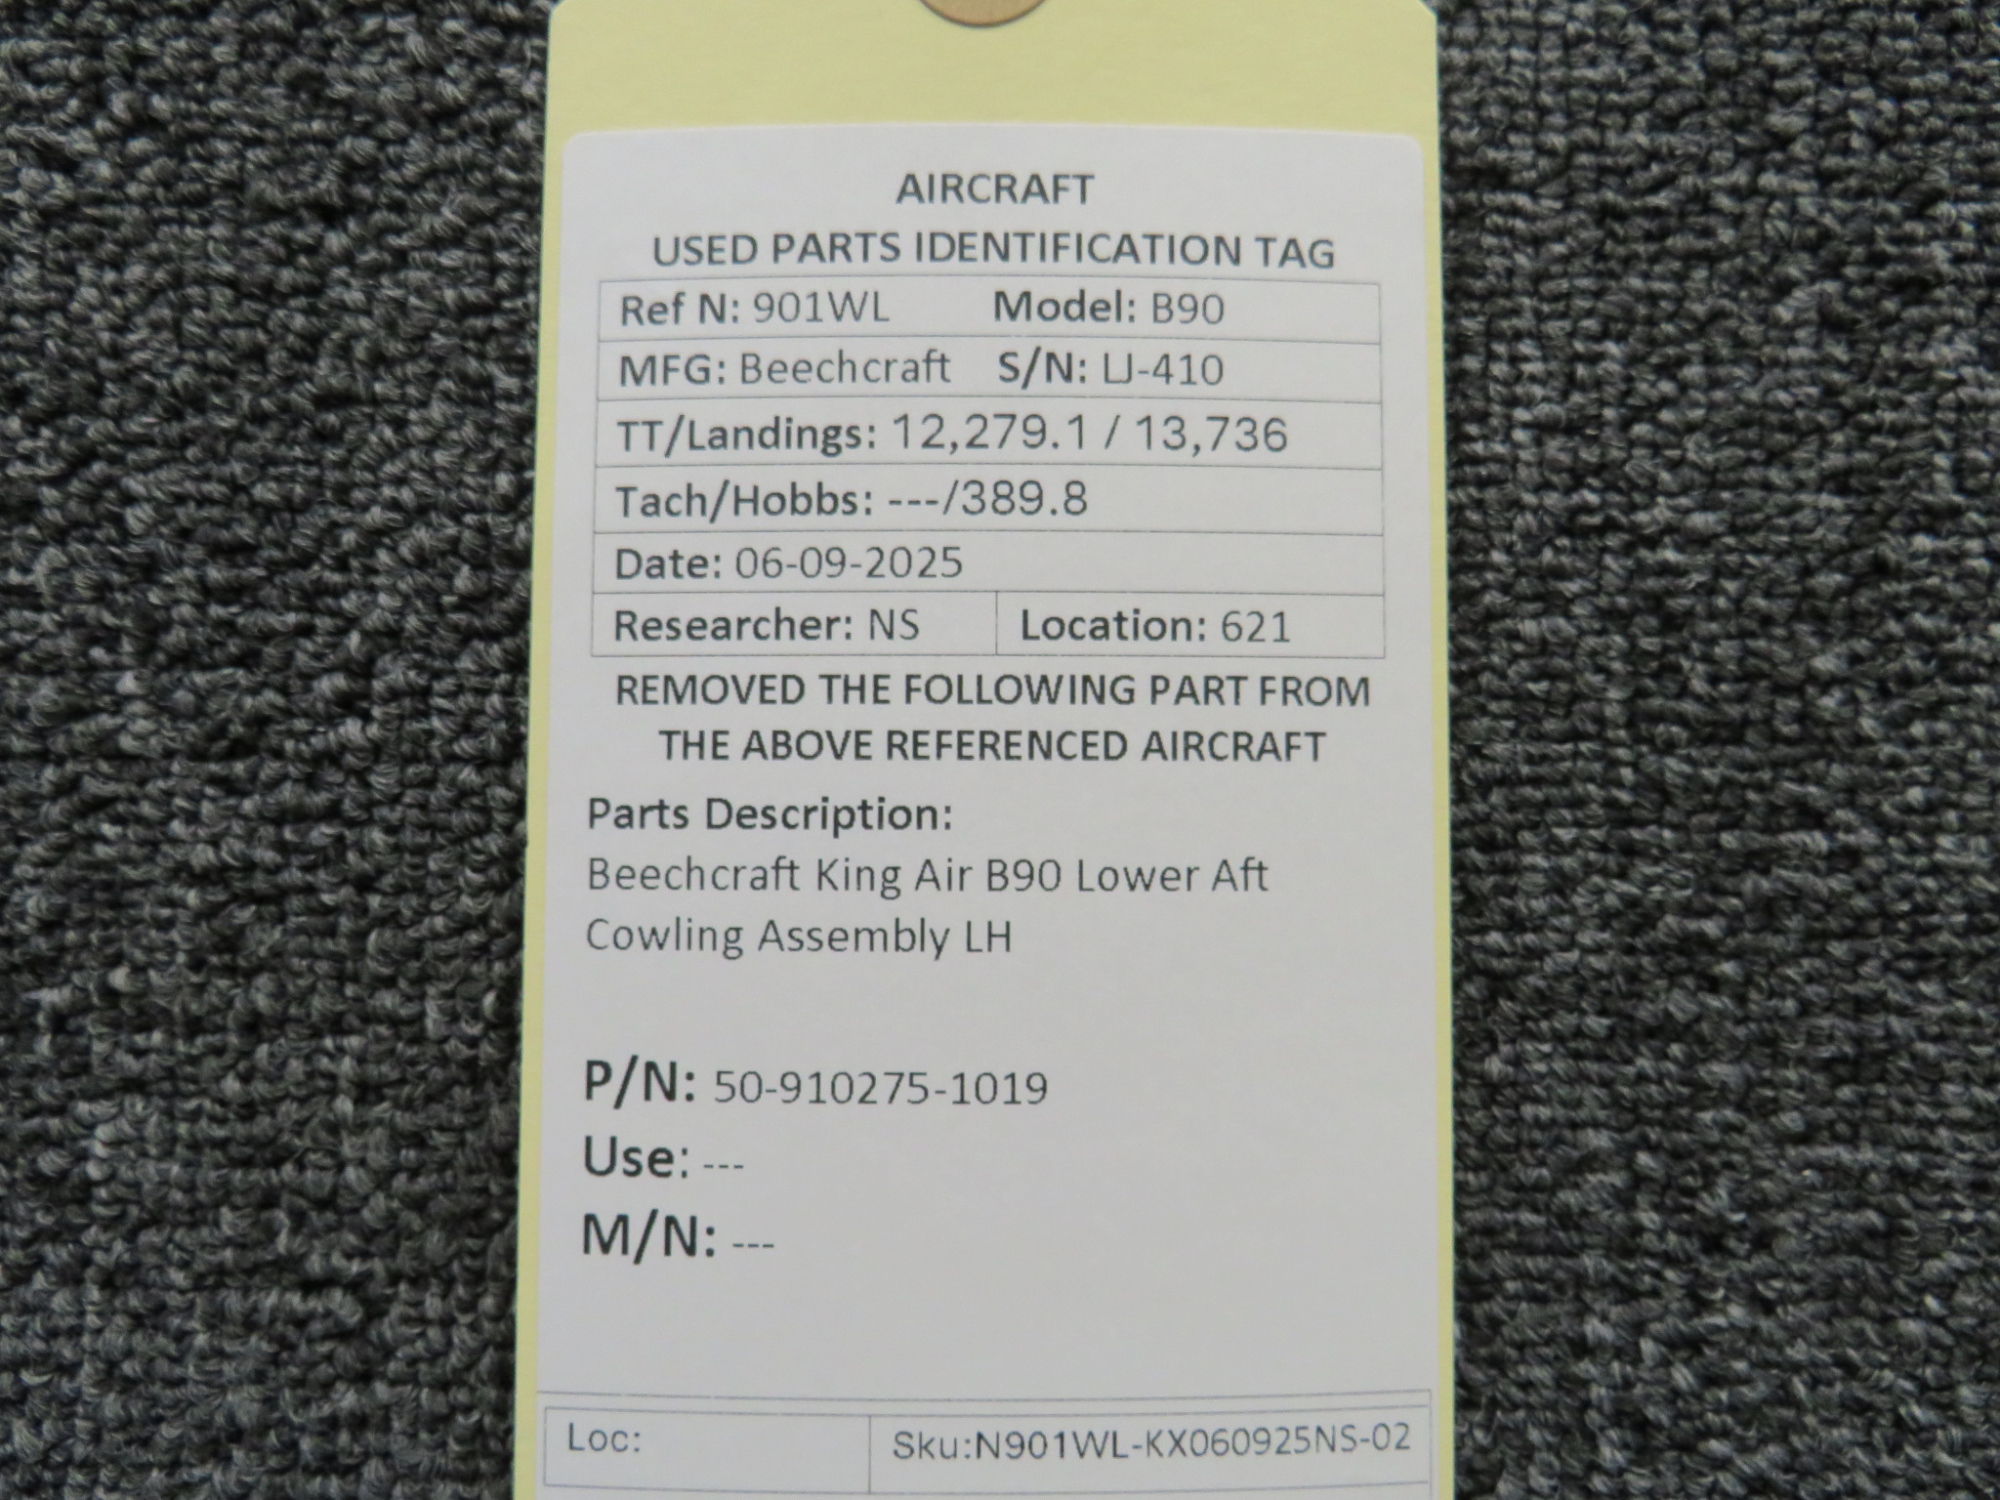 AIRCRAFT
USED PARTS IDENTIFICATION TAG
Ref N: 901WL Model: B90
MFG: Beechcraft S/N: LJ-410
TT/Landings: 12,279.1 / 13,736
Tach/Hobbs: ---/389.8
Date: 06-09-2025
Researcher: NS Location: 621
REMOVED THE FOLLOWING PART FROM
THE ABOVE REFERENCED AIRCRAFT
Parts Description:
Beechcraft King Air B90 Lower Aft
Cowling Assembly LH
P/N: 50-910275-1019
Use: ---
M/N: ---
Loc: Sku:N901WL-KX060925NS-02